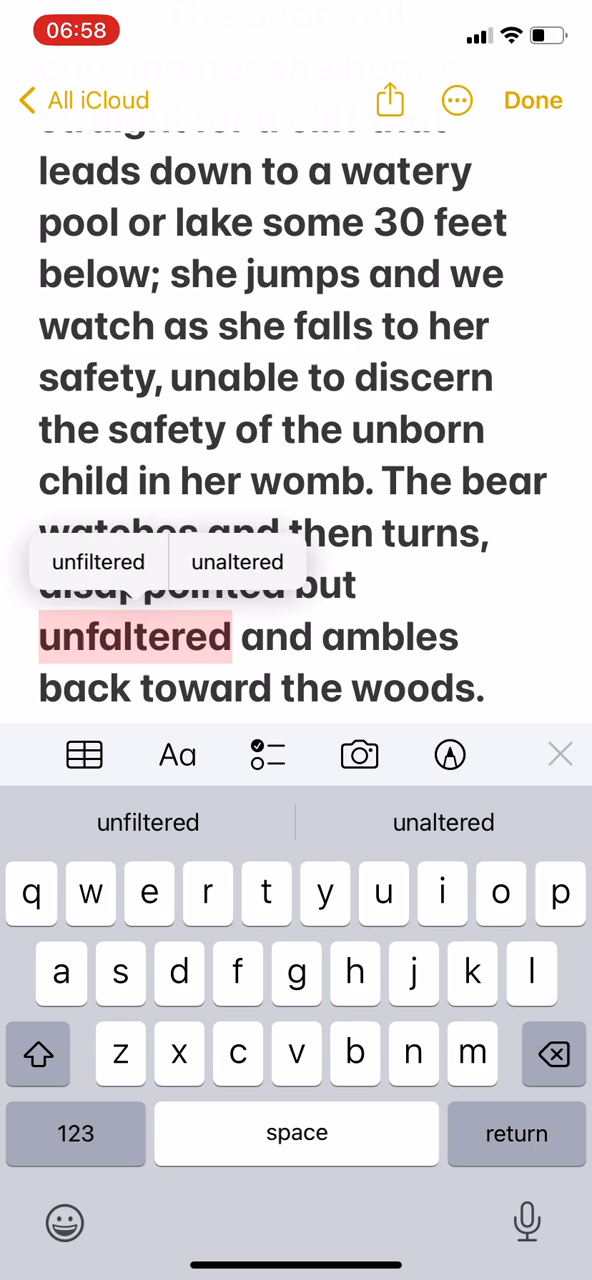 06:58
All iCloud
Done
leads down to a watery
pool or lake some 30 feet
below; she jumps and we
watch as she falls to her
safety, unable to discern
the safety of the unborn
child in her womb. The bear
watches and then turns,
unfiltered unaltered
disappointed but
unfaltered and ambles
back toward the woods.
Aa
unfiltered unaltered
q w e r t y u i o p
a s d f g h j k l
z x c v b n m
123 space return